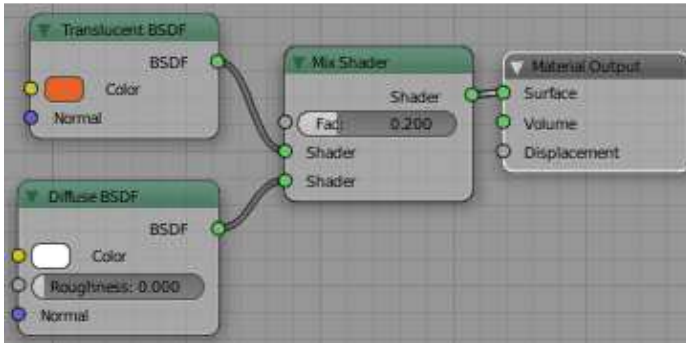 Translucent BSDF
BSDF
Color
Normal
Mix Shader
Shader
Fac: 0.200
Shader
Shader
Material Output
Surface
Volume
Displacement
Diffuse BSDF
BSDF
Color
Roughness: 0.000
Normal